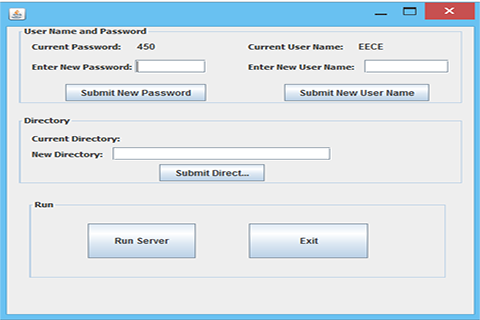 User Name and Password
Current Password: 450 Current User Name: EECE
Enter New Password: Enter New User Name:
Submit New Password Submit New User Name
Directory
Current Directory:
New Directory:
Submit Direct...
Run
Run Server Exit